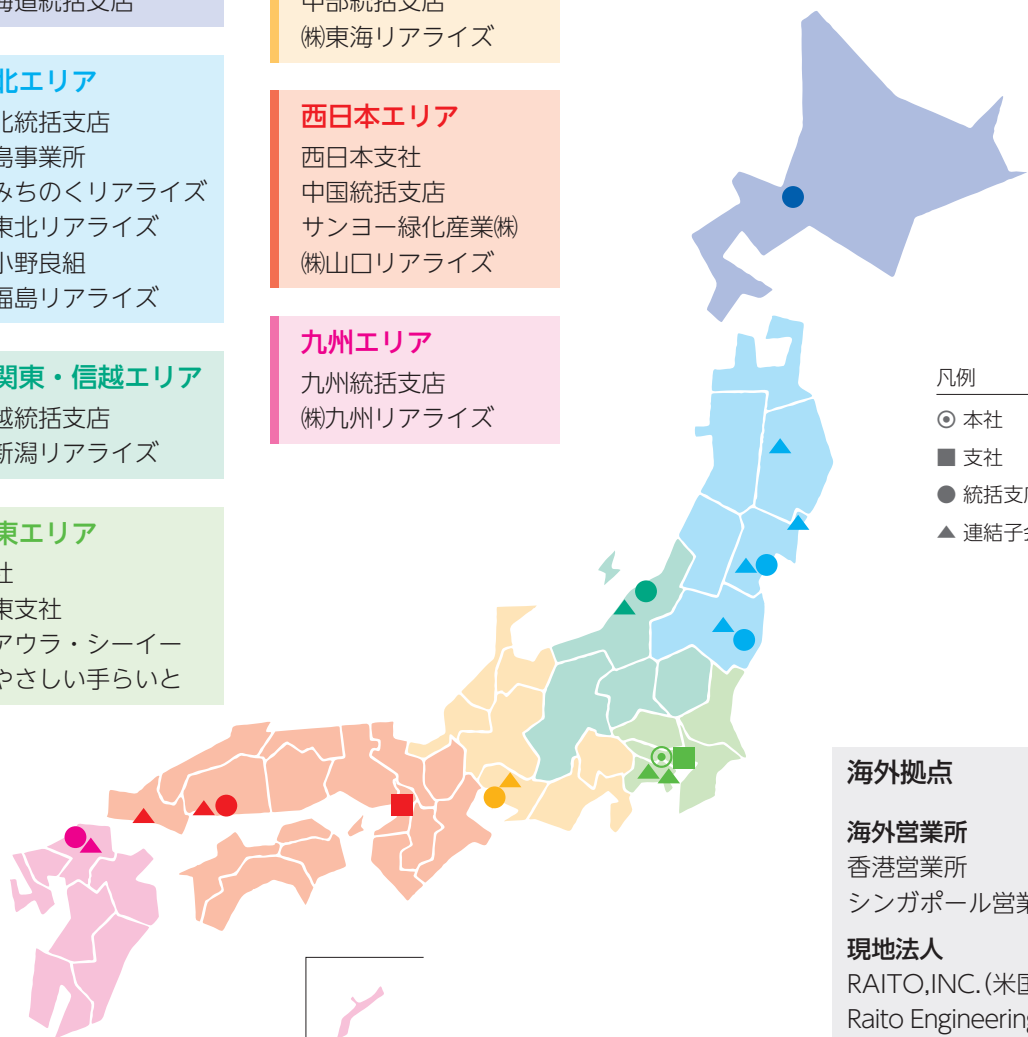 海道統括支店
北エリア
北統括支店
島事業所
みちのくリアライズ
東北リアライズ
小野良組
福島リアライズ
関東・信越エリア
越統括支店
新潟リアライズ
東エリア
社
東支社
アウラ・シーイー
やさしい手らいと
中部統括支店
㈱東海リアライズ
西日本エリア
西日本支社
中国統括支店
サンヨー緑化産業㈱
㈱山口リアライズ
九州エリア
九州統括支店
㈱九州リアライズ
凡例
本社
支社
統括支店
連結子会
海外拠点
海外営業所
香港営業所
シンガポール営業
現地法人
RAITO,INC.(米国
Raito Engineering